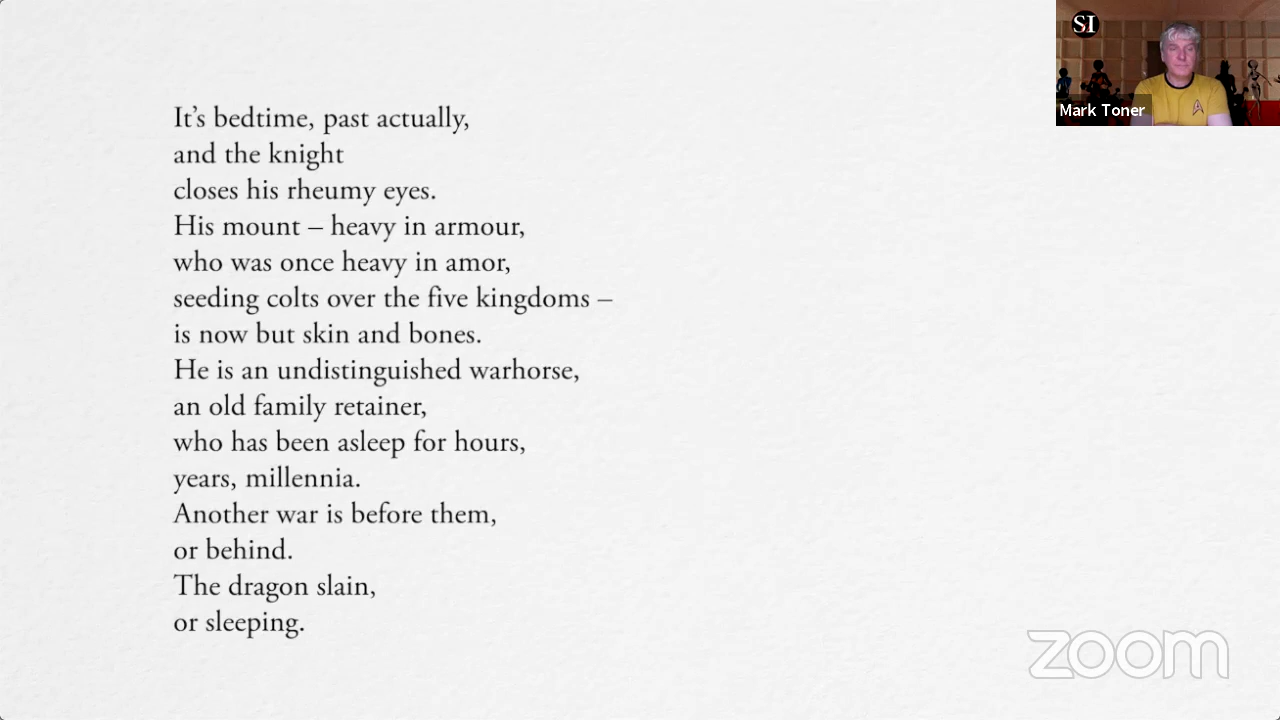 SI
Mark Toner
It’s bedtime, past actually,
and the knight
closes his rheumy eyes.
His mount – heavy in armour,
who was once heavy in amor,
seeding colts over the five kingdoms –
is now but skin and bones.
He is an undistinguished warhorse,
an old family retainer,
who has been asleep for hours,
years, millennia.
Another war is before them,
or behind.
The dragon slain,
or sleeping.
zoom